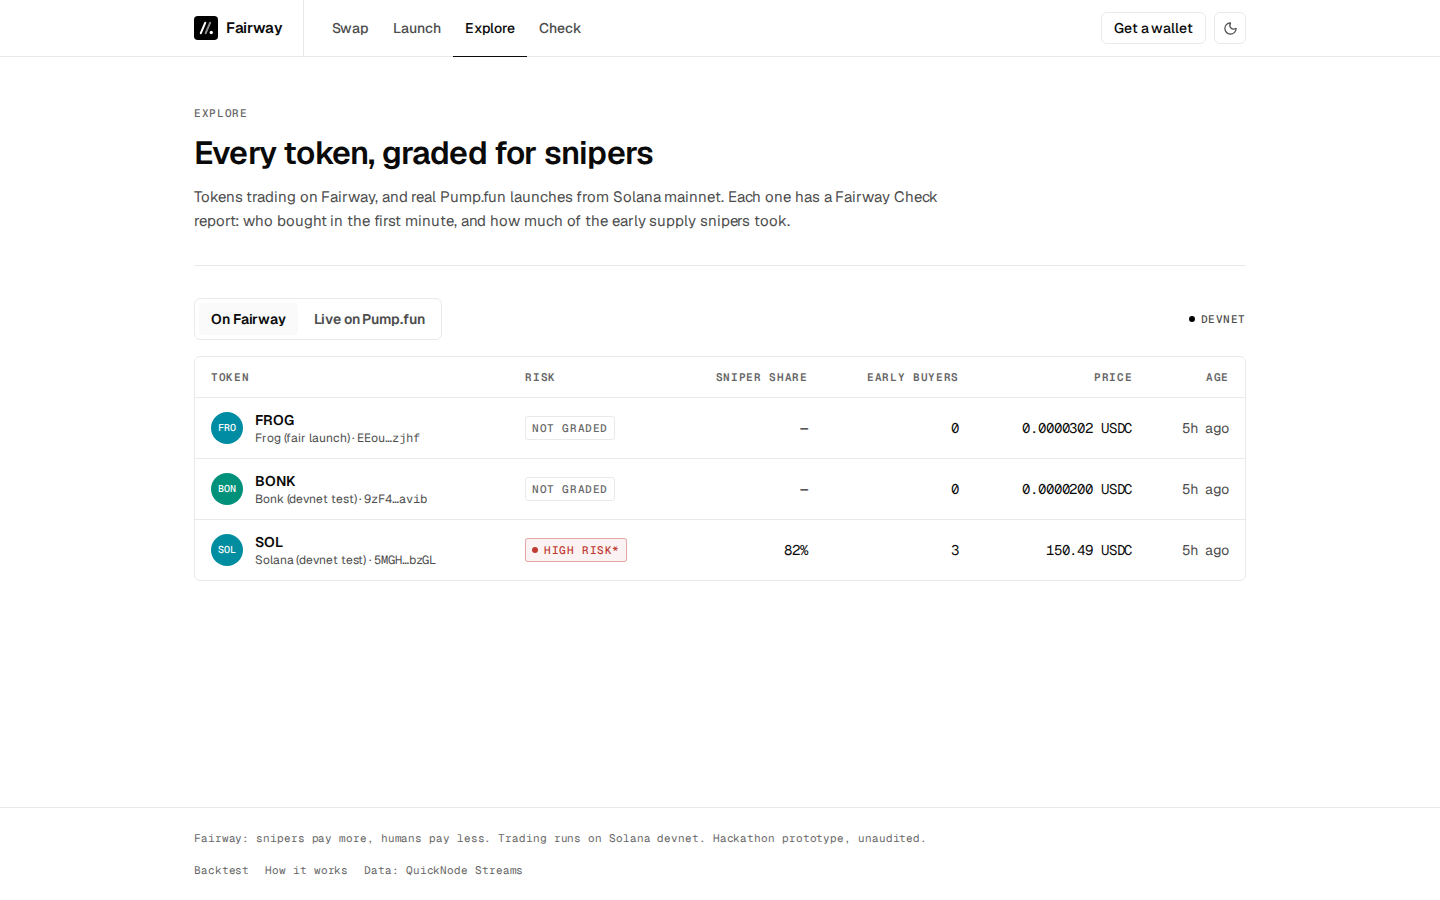 Fairway
Swap
Launch
Explore
Check
Get a wallet
EXPLORE
Every token, graded for snipers
Tokens trading on Fairway, and real Pump.fun launches from Solana mainnet. Each one has a Fairway Check
report: who bought in the first minute, and how much of the early supply snipers took.
On Fairway
Live on Pump.fun
DEVNET
TOKEN RISK SNIPER SHARE EARLY BUYERS PRICE AGE
FRO
FROG
Frog (fair launch) · EEou…zjhf
NOT GRADED
—
0
0.0000302 USDC
5h ago
BON
BONK
Bonk (devnet test) · 9zF4…avib
NOT GRADED
—
0
0.0000200 USDC
5h ago
SOL
SOL
Solana (devnet test) · 5MGH…bzGL
HIGH RISK*
82%
3
150.49 USDC
5h ago
Fairway: snipers pay more, humans pay less. Trading runs on Solana devnet. Hackathon prototype, unaudited.
Backtest How it works Data: QuickNode Streams